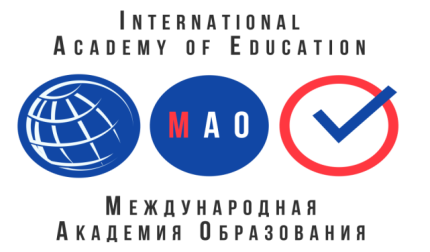 International
Academy of Education
МАО
Международная
Академия Образования